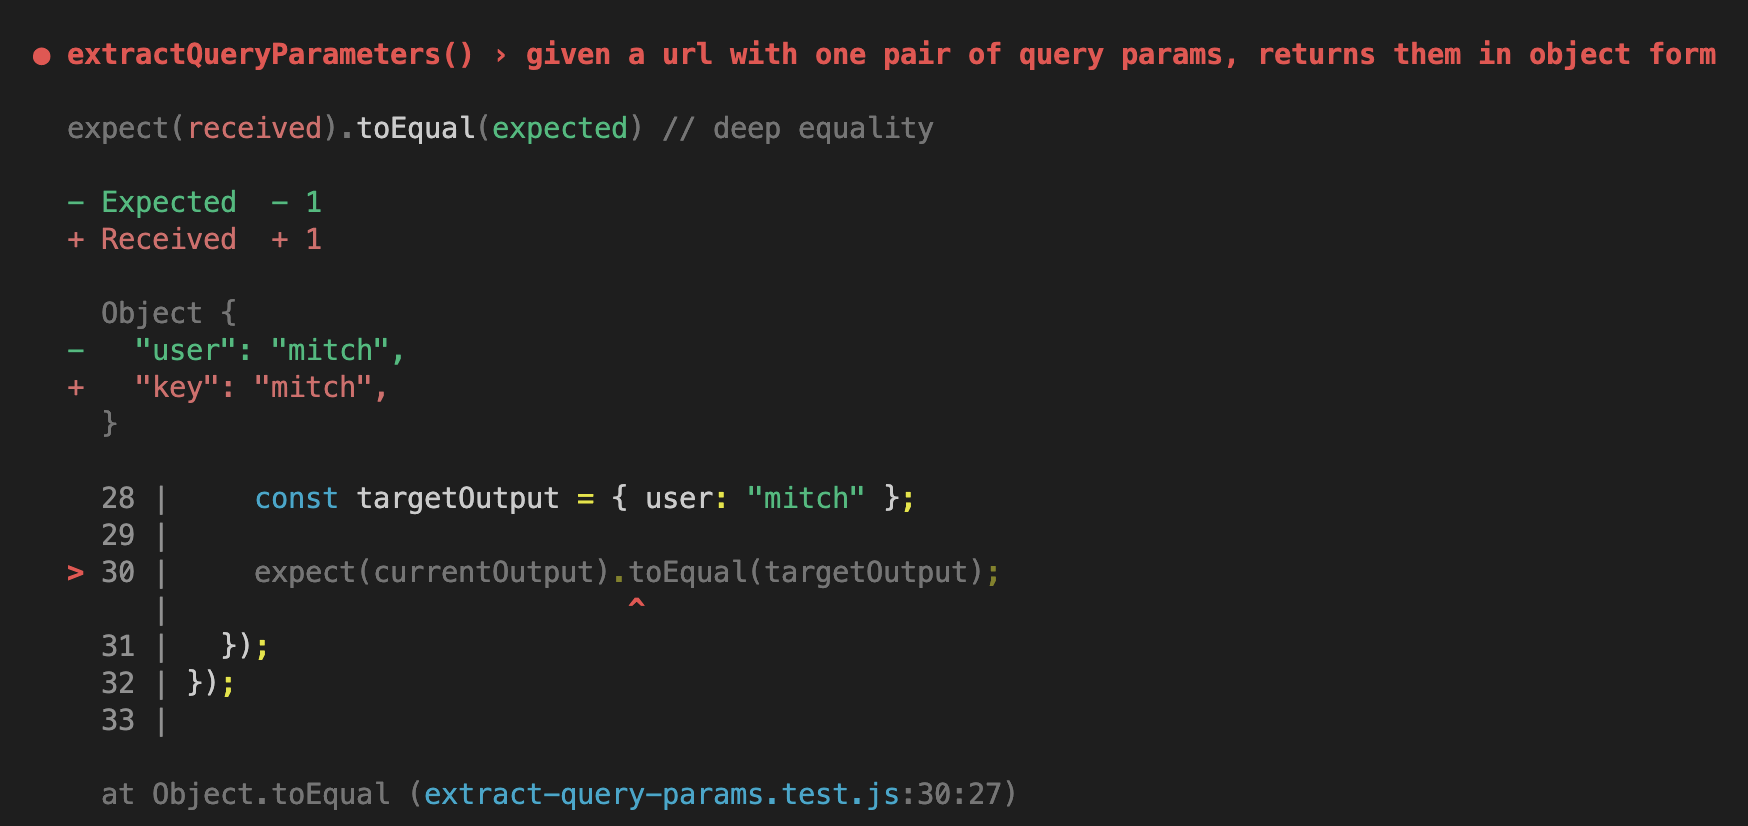 ● extractQueryParameters() › given a url with one pair of query params, returns them in object form
expect(received).toEqual(expected) // deep equality
- Expected  - 1
+ Received  + 1
Object {
-   "user": "mitch",
+   "key": "mitch",
}
28 |     const targetOutput = { user: "mitch" };
29 |
> 30 |     expect(currentOutput).toEqual(targetOutput);
|                           ^
31 |   });
32 | });
33 |
at Object.toEqual (extract-query-params.test.js:30:27)